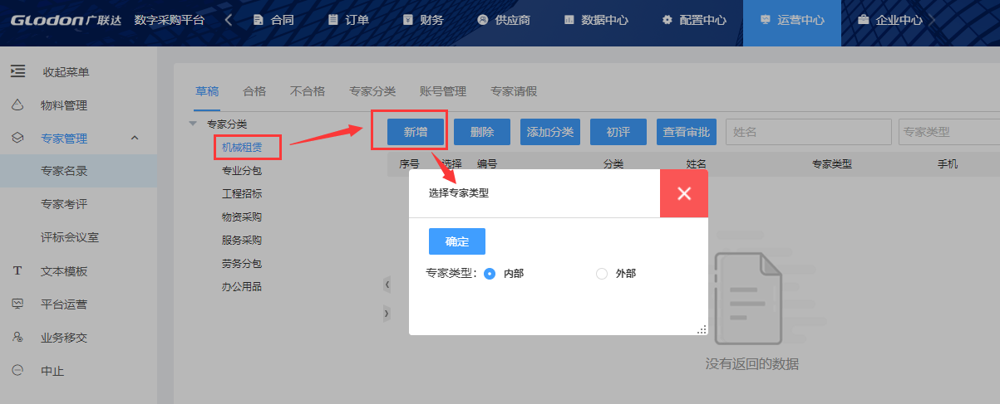 GLodon广联达 数字采购平台 合同 订单 财务 供应商 数据中心 配置中心 运营中心 企业中心
收起菜单
物料管理
专家管理
专家名录
专家考评
评标会议室
文本模板
平台运营
业务移交
中止
草稿 合格 不合格 专家分类 账号管理 专家请假
专家分类
机械租赁
专业分包
工程招标
物资采购
服务采购
劳务分包
办公用品
新增 删除 添加分类 初评 查看审批 姓名 专家类型
序号 选择 编号 分类 姓名 专家类型 手机
选择专家类型
确定
专家类型: 内部 外部
没有返回的数据